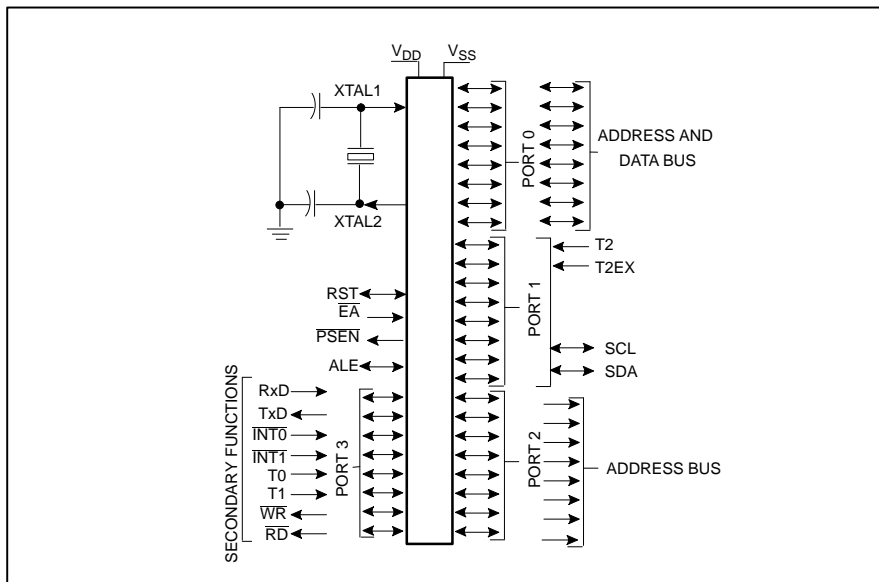 VDD VSS
XTAL1
XTAL2
PORT 0
ADDRESS AND
DATA BUS
T2
T2EX
PORT 1
SCL
SDA
RST
EA
PSEN
ALE
SECONDARY FUNCTIONS
RxD
TxD
INT0
INT1
T0
T1
WR
RD
PORT 3
PORT 2
ADDRESS BUS